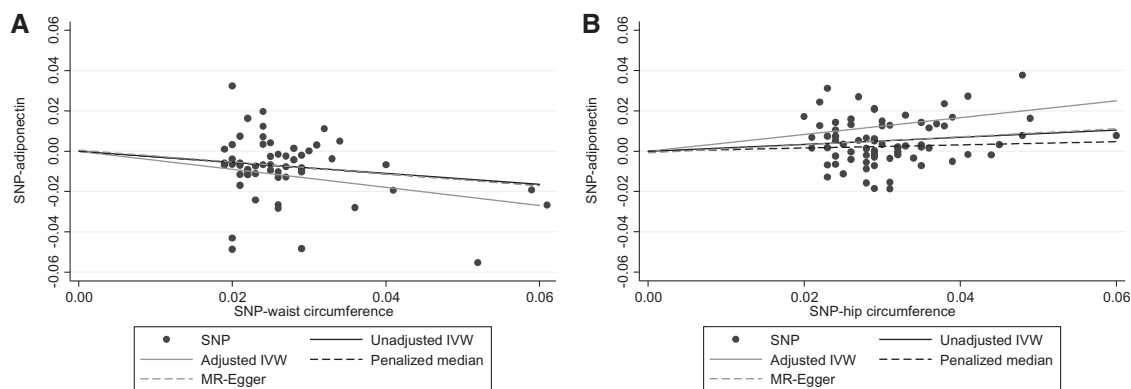 A
SNP-adiponectin
0.06
0.04
0.02
0.00
-0.02
-0.04
-0.06
0.00
0.02
0.04
0.06
SNP-waist circumference
SNP
Unadjusted IVW
Adjusted IVW
Penalized median
MR-Egger
B
SNP-adiponectin
0.06
0.04
0.02
0.00
-0.02
-0.04
-0.06
0.00
0.02
0.04
0.06
SNP-hip circumference
SNP
Unadjusted IVW
Adjusted IVW
Penalized median
MR-Egger